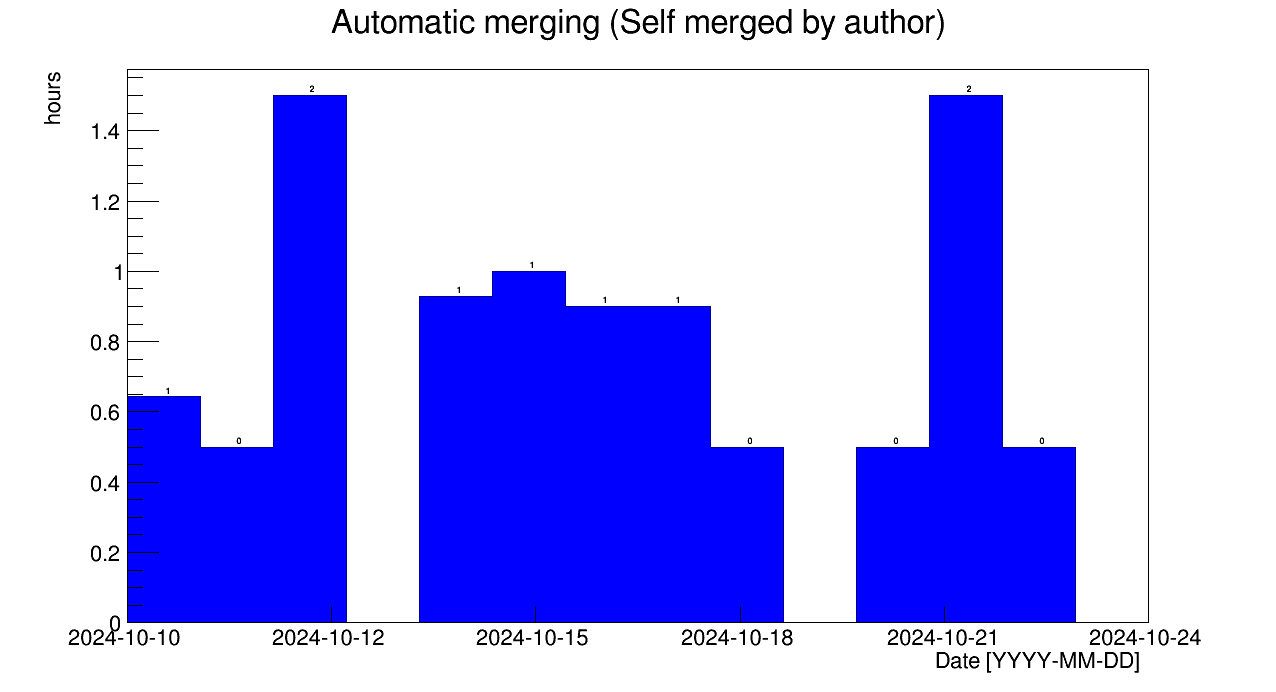 Automatic merging (Self merged by author)
hours
1.4
1.2
1
0.8
0.6
0.4
0.2
0
1 0 2 1 1 1 1 0 0 2 0
2024-10-10 2024-10-12 2024-10-15 2024-10-18 2024-10-21 2024-10-24
Date [YYYY-MM-DD]